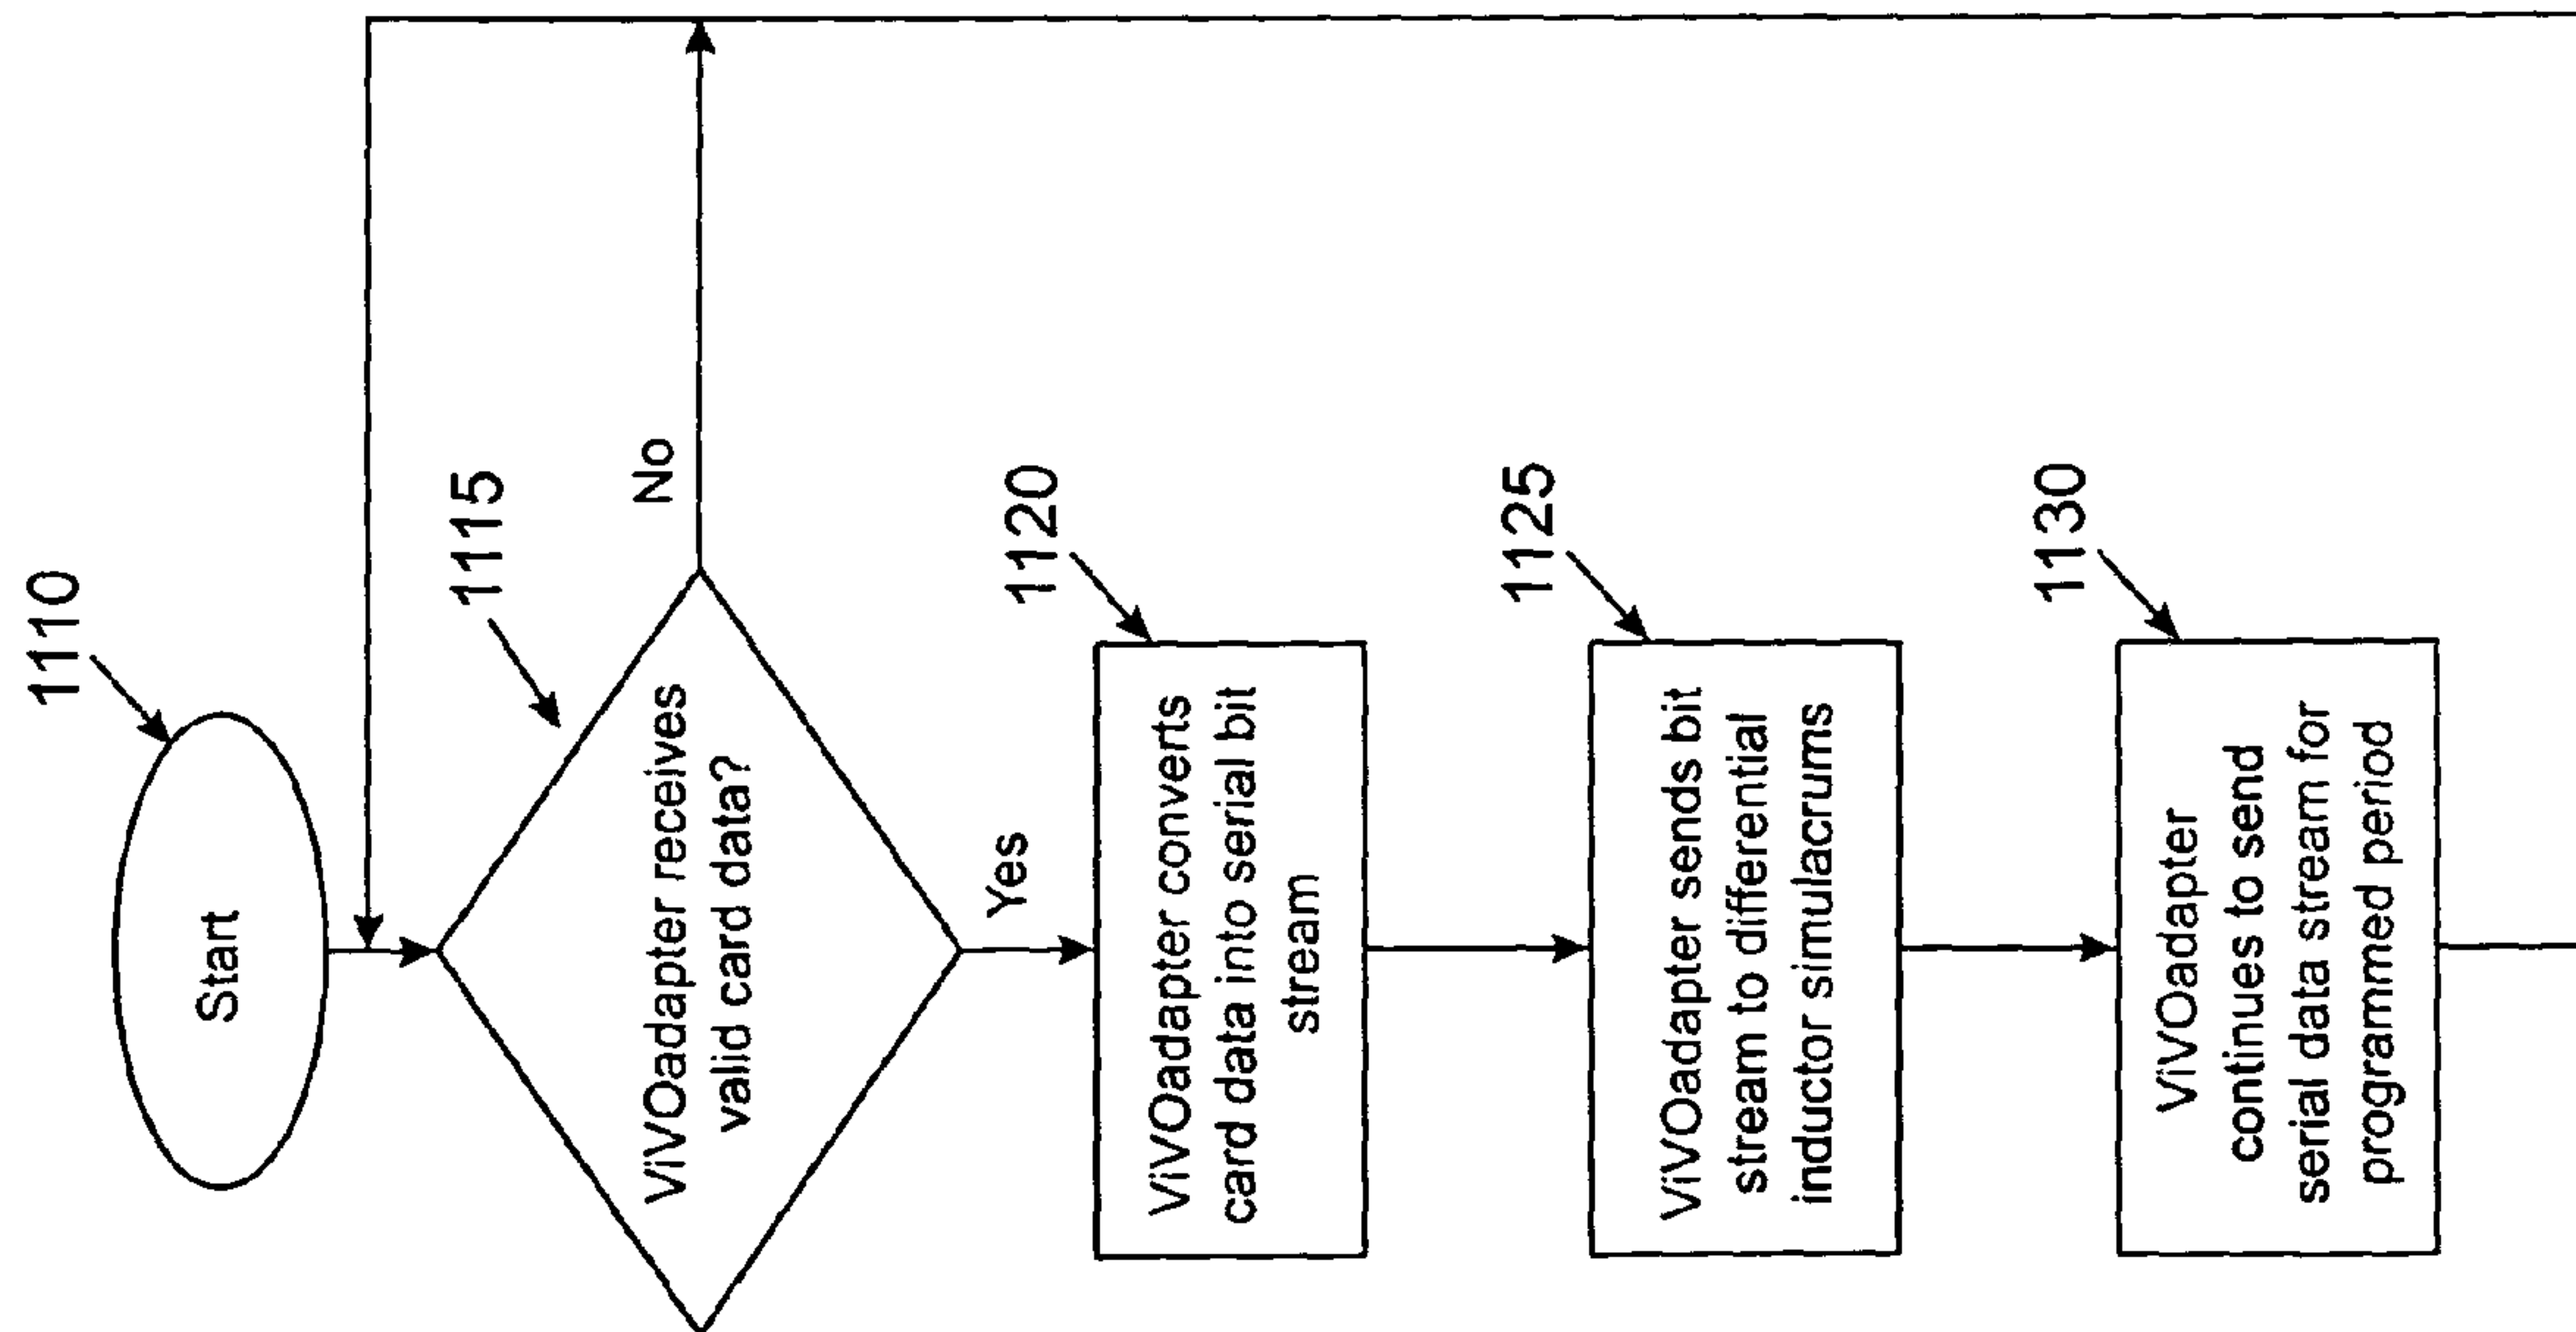 1110
Start
1115
ViVOadapter receives
valid card data?
No
Yes
1120
ViVOadapter converts
card data into serial bit
stream
1125
ViVOadapter sends bit
stream to differential
inductor simulacrums
1130
ViVOadapter
continues to send
serial data stream for
programmed period